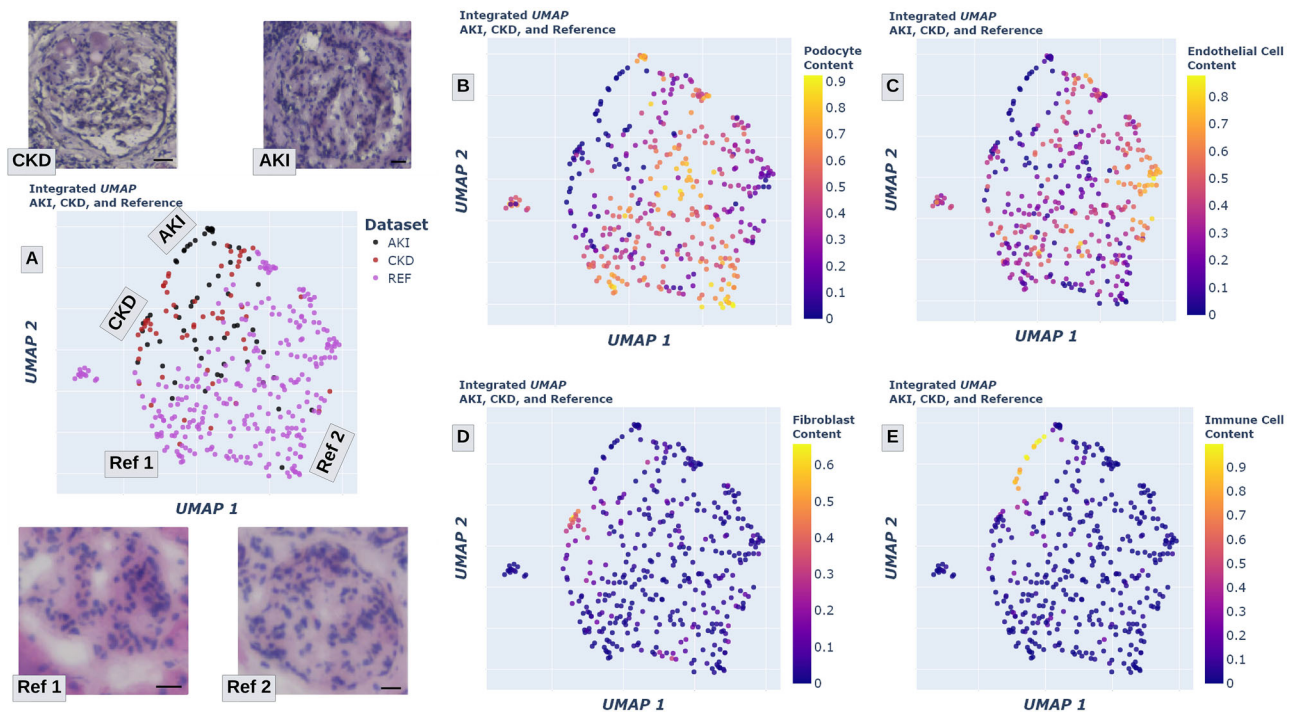 CKD
AKI
Integrated UMAP
AKI, CKD, and Reference
A
UMAP 2
UMAP 1
AKI
CKD
Ref 1
Ref 2
Dataset
AKI
CKD
REF
Ref 1
Ref 2
Integrated UMAP
AKI, CKD, and Reference
B
UMAP 2
UMAP 1
Podocyte
Content
0.9
0.8
0.7
0.6
0.5
0.4
0.3
0.2
0.1
0
Integrated UMAP
AKI, CKD, and Reference
C
UMAP 2
UMAP 1
Endothelial Cell
Content
0.8
0.7
0.6
0.5
0.4
0.3
0.2
0.1
0
Integrated UMAP
AKI, CKD, and Reference
D
UMAP 2
UMAP 1
Fibroblast
Content
0.6
0.5
0.4
0.3
0.2
0.1
0
Integrated UMAP
AKI, CKD, and Reference
E
UMAP 2
UMAP 1
Immune Cell
Content
0.9
0.8
0.7
0.6
0.5
0.4
0.3
0.2
0.1
0